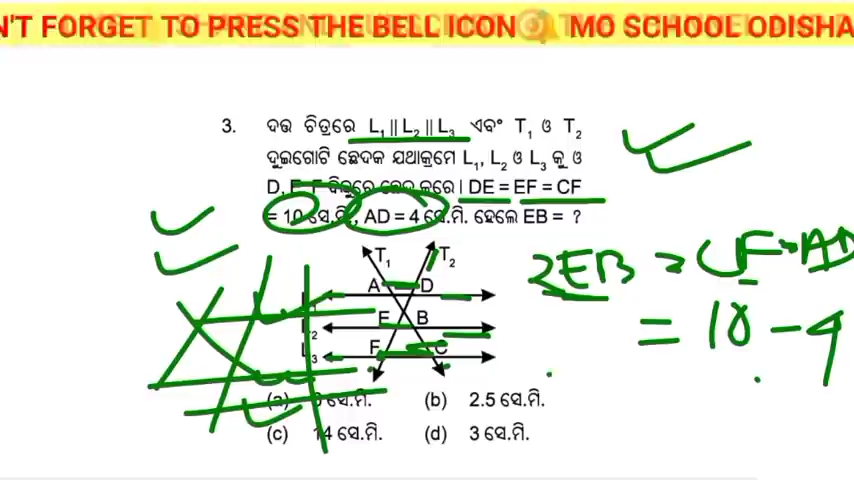 N'T FORGET TO PRESS THE BELL ICON MO SCHOOL ODISHA
3. ଦତ୍ତ ଚିତ୍ରରେ L₁ || L₂ || L₃ ଏବଂ T₁ ଓ T₂
ଦୁଇଗୋଟି ଛେଦକ ଯଥାକ୍ରମେ L₁, L₂ ଓ L₃ କୁ ଓ
D, E, F ବିନ୍ଦୁରେ ଛେଦ କରେ। DE = EF = CF
= 10 ସେ.ମି., AD = 4 ସେ.ମି. ହେଲେ EB = ?
T₁ T₂
A D
L₂ E B
L₃ F C
2EB = CF - AD
= 10 - 4
(a) ସେ.ମି. (b) 2.5 ସେ.ମି.
(c) 14 ସେ.ମି. (d) 3 ସେ.ମି.